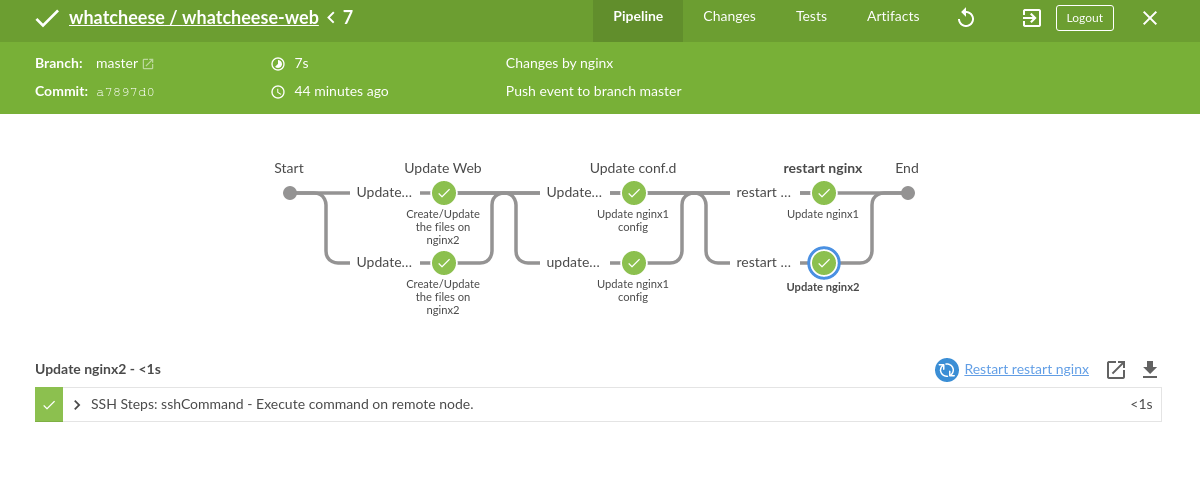 whatcheese / whatcheese-web < 7 Pipeline Changes Tests Artifacts Logout
Branch: master 7s Changes by nginx
Commit: a7897d0 44 minutes ago Push event to branch master
Start Update Web Update conf.d restart nginx End
Update... Update... restart ...
Create/Update
the files on
nginx2
Update nginx1
config
Update nginx1
Update... update... restart ...
Create/Update
the files on
nginx2
Update nginx1
config
Update nginx2
Update nginx2 - <1s Restart restart nginx
SSH Steps: sshCommand - Execute command on remote node. <1s